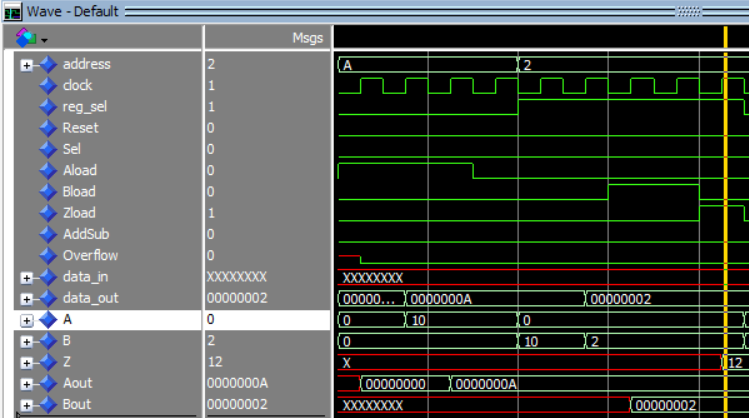 Wave - Default
Msgs
address 2 A 2
clock 1
reg_sel 1
Reset 0
Sel 0
Aload 0
Bload 0
Zload 1
AddSub 0
Overflow 0
data_in XXXXXXXX XXXXXXXX
data_out 00000002 00000... 0000000A 00000002
A 0 0 10 0
B 2 0 10 2
Z 12 X 12
Aout 0000000A 00000000 0000000A
Bout 00000002 XXXXXXXX 00000002